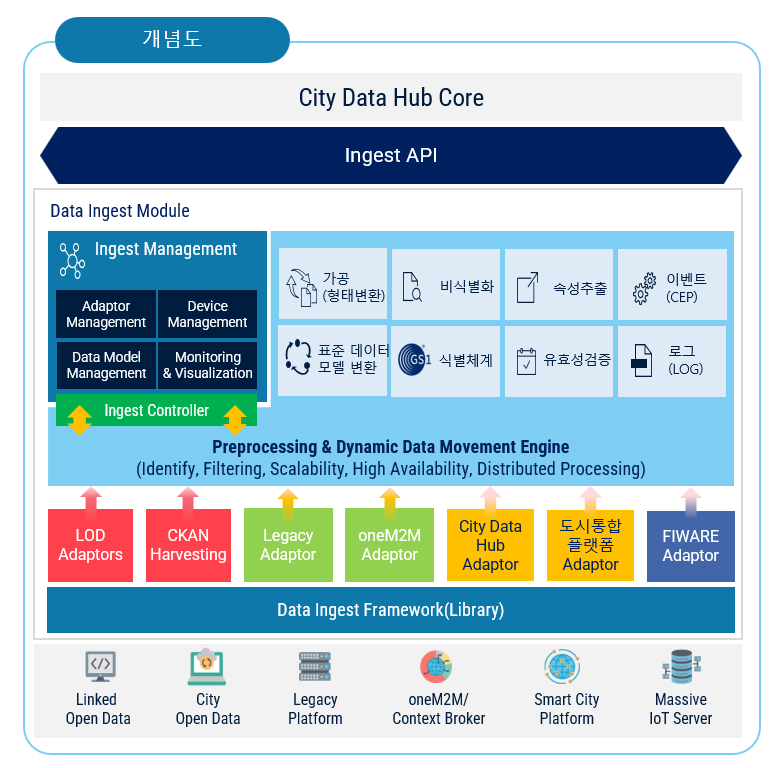 개념도
City Data Hub Core
Ingest API
Data Ingest Module
Ingest Management
Adaptor
Management
Device
Management
Data Model
Management
Monitoring
& Visualization
Ingest Controller
가공
(형태변환)
비식별화
속성추출
이벤트
(CEP)
표준 데이터
모델 변환
GS1
식별체계
유효성검증
로그
(LOG)
Preprocessing & Dynamic Data Movement Engine
(Identify, Filtering, Scalability, High Availability, Distributed Processing)
LOD
Adaptors
CKAN
Harvesting
Legacy
Adaptor
oneM2M
Adaptor
City Data
Hub
Adaptor
도시통합
플랫폼
Adaptor
FIWARE
Adaptor
Data Ingest Framework(Library)
Linked
Open Data
City
Open Data
Legacy
Platform
oneM2M/
Context Broker
Smart City
Platform
Massive
IoT Server